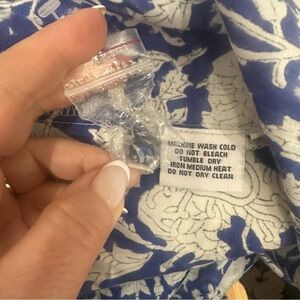 MACHINE WASH COLD
DO NOT BLEACH
TUMBLE DRY
IRON MEDIUM HEAT
DO NOT DRY CLEAN